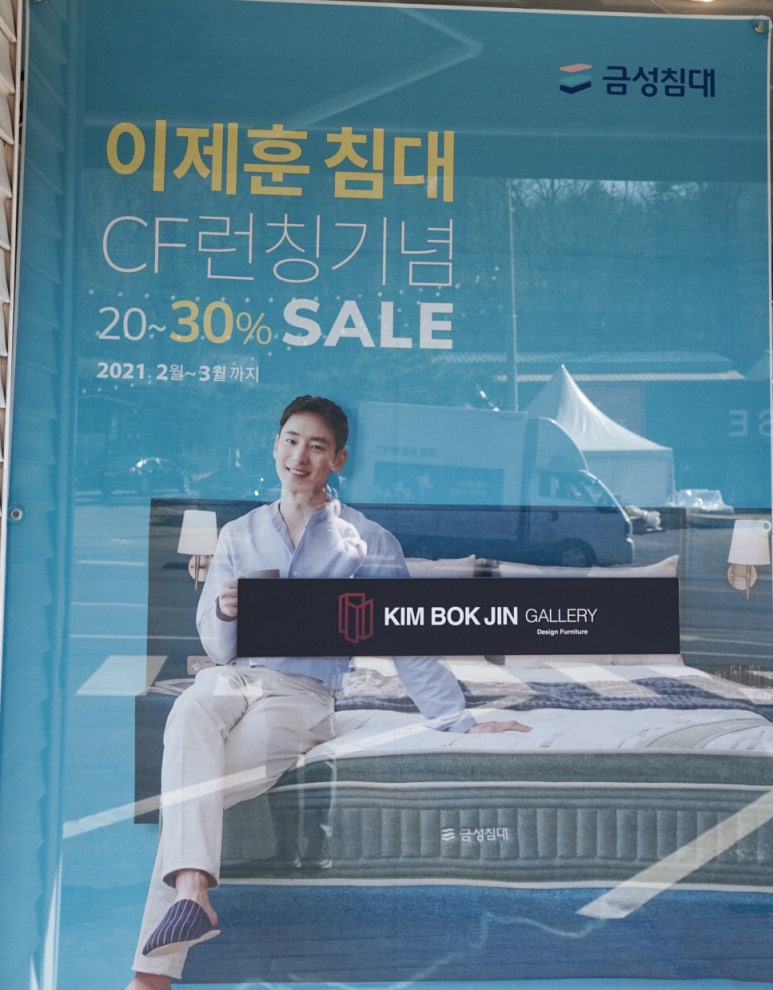 금성침대
이제훈 침대
CF런칭기념
20~30% SALE
2021. 2월~3월 까지
KIM BOK JIN GALLERY
Design Furniture
금성침대